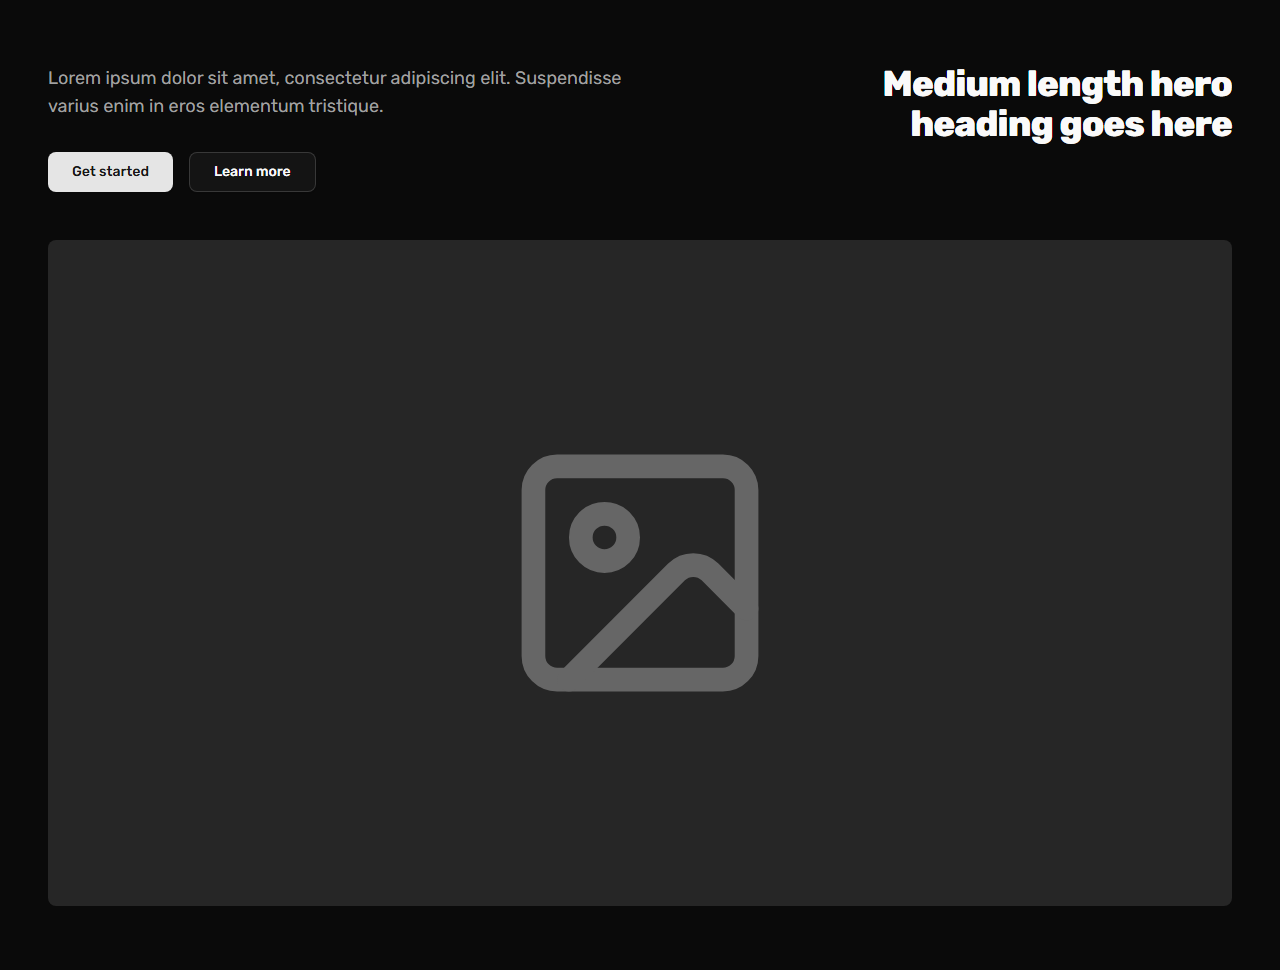 Lorem ipsum dolor sit amet, consectetur adipiscing elit. Suspendisse
varius enim in eros elementum tristique.
Get started
Learn more
Medium length hero
heading goes here